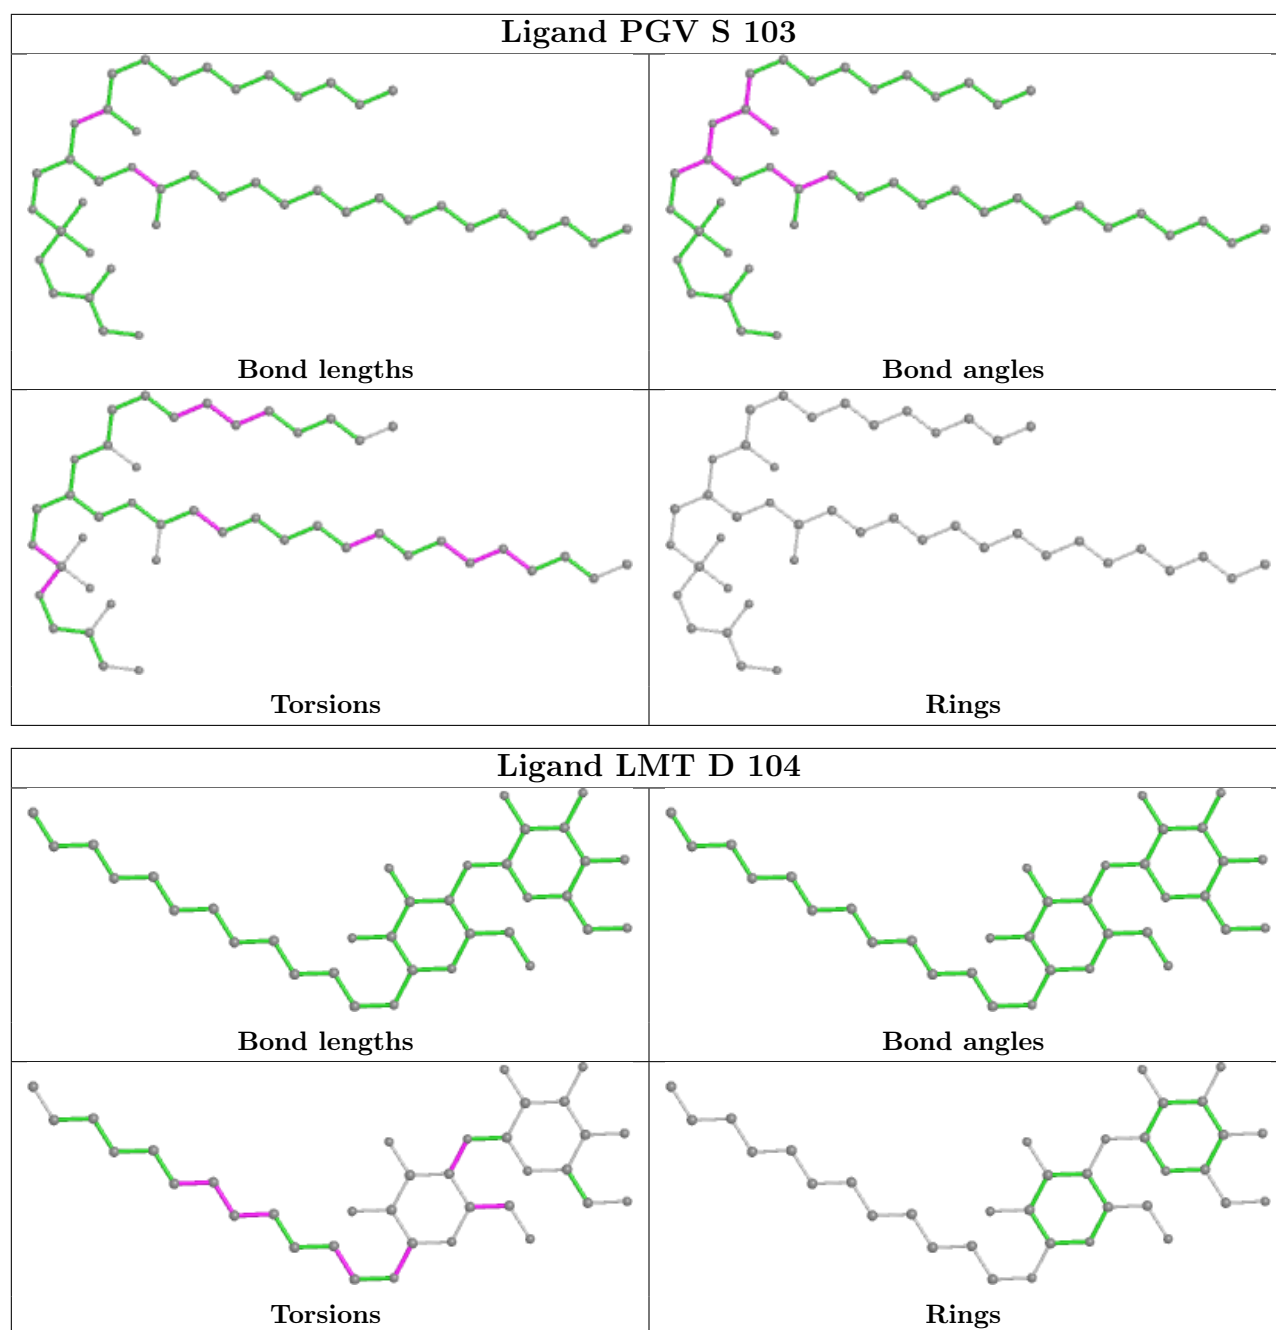 Ligand PGV S 103
Bond lengths
Bond angles
Torsions
Rings
Ligand LMT D 104
Bond lengths
Bond angles
Torsions
Rings